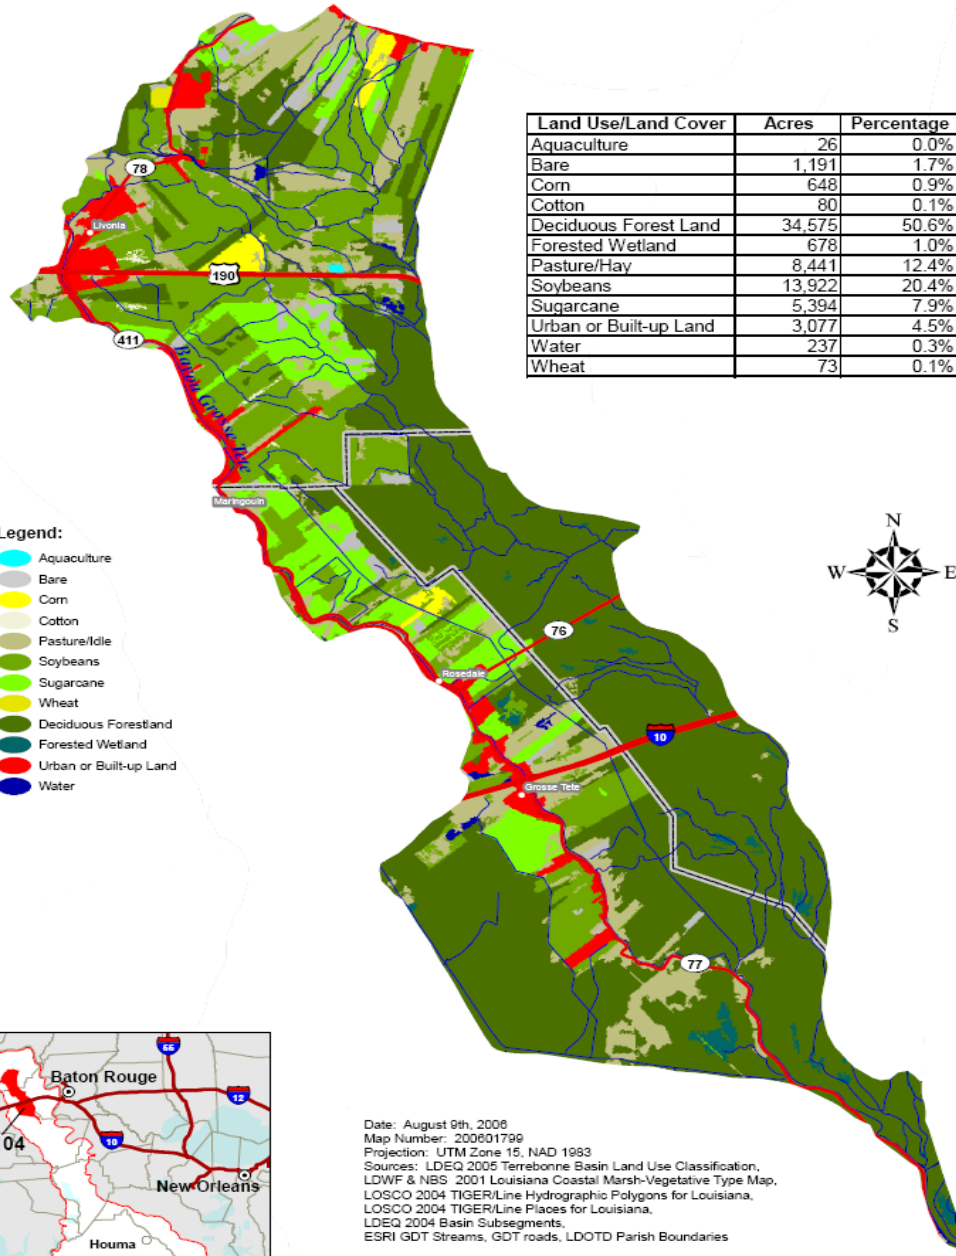 Land Use/Land Cover Acres Percentage
Aquaculture 26 0.0%
Bare 1,191 1.7%
Corn 648 0.9%
Cotton 80 0.1%
Deciduous Forest Land 34,575 50.6%
Forested Wetland 678 1.0%
Pasture/Hay 8,441 12.4%
Soybeans 13,922 20.4%
Sugarcane 5,394 7.9%
Urban or Built-up Land 3,077 4.5%
Water 237 0.3%
Wheat 73 0.1%
78
Livonia
190
411
Bayou Grosse Tete
Maringouin
76
Rosedale
10
Grosse Tete
77
N
W E
S
Legend:
Aquaculture
Bare
Corn
Cotton
Pasture/Idle
Soybeans
Sugarcane
Wheat
Deciduous Forestland
Forested Wetland
Urban or Built-up Land
Water
55
Baton Rouge
12
10
04
New Orleans
Houma
Date: August 9th, 2006
Map Number: 200601799
Projection: UTM Zone 15, NAD 1983
Sources: LDEQ 2005 Terrebonne Basin Land Use Classification,
LDWF & NBS 2001 Louisiana Coastal Marsh-Vegetative Type Map,
LOSCO 2004 TIGER/Line Hydrographic Polygons for Louisiana,
LOSCO 2004 TIGER/Line Places for Louisiana,
LDEQ 2004 Basin Subsegments,
ESRI GDT Streams, GDT roads, LDOTD Parish Boundaries